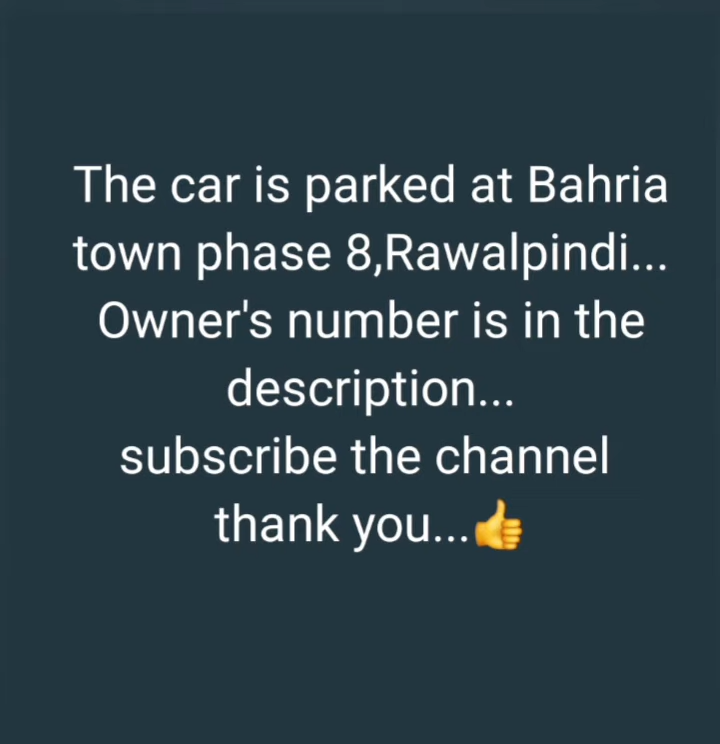 The car is parked at Bahria
town phase 8,Rawalpindi...
Owner's number is in the
description...
subscribe the channel
thank you...👍